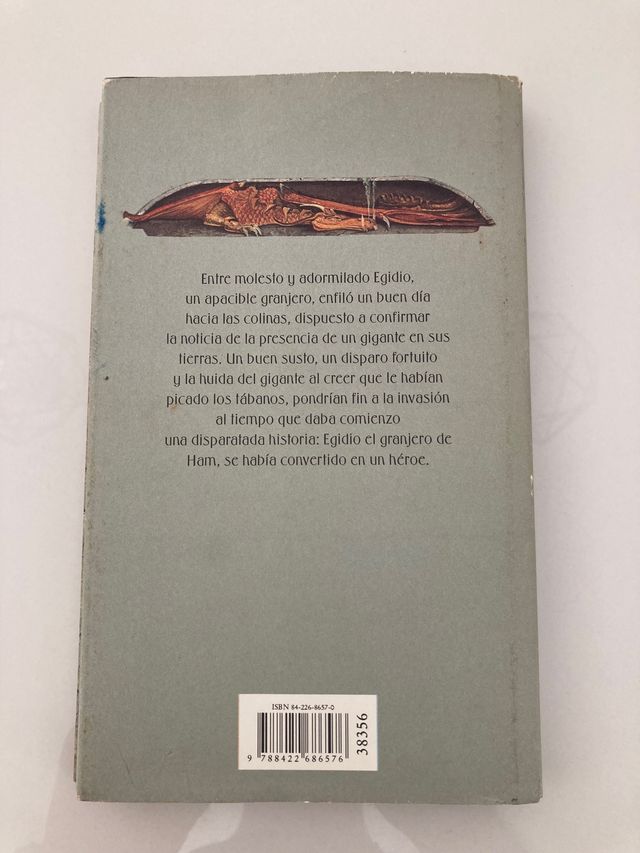 Entre molesto y adormilado Egidio,
un apacible granjero, enfiló un buen día
hacia las colinas, dispuesto a confirmar
la noticia de la presencia de un gigante en sus
tierras. Un buen susto, un disparo fortuito
y la huida del gigante al creer que le habían
picado los tábanos, pondrían fin a la invasión
al tiempo que daba comienzo
una disparatada historia: Egidio el granjero de
Ham, se había convertido en un héroe.
ISBN 84-226-8657-0
9 788422 686576
38356